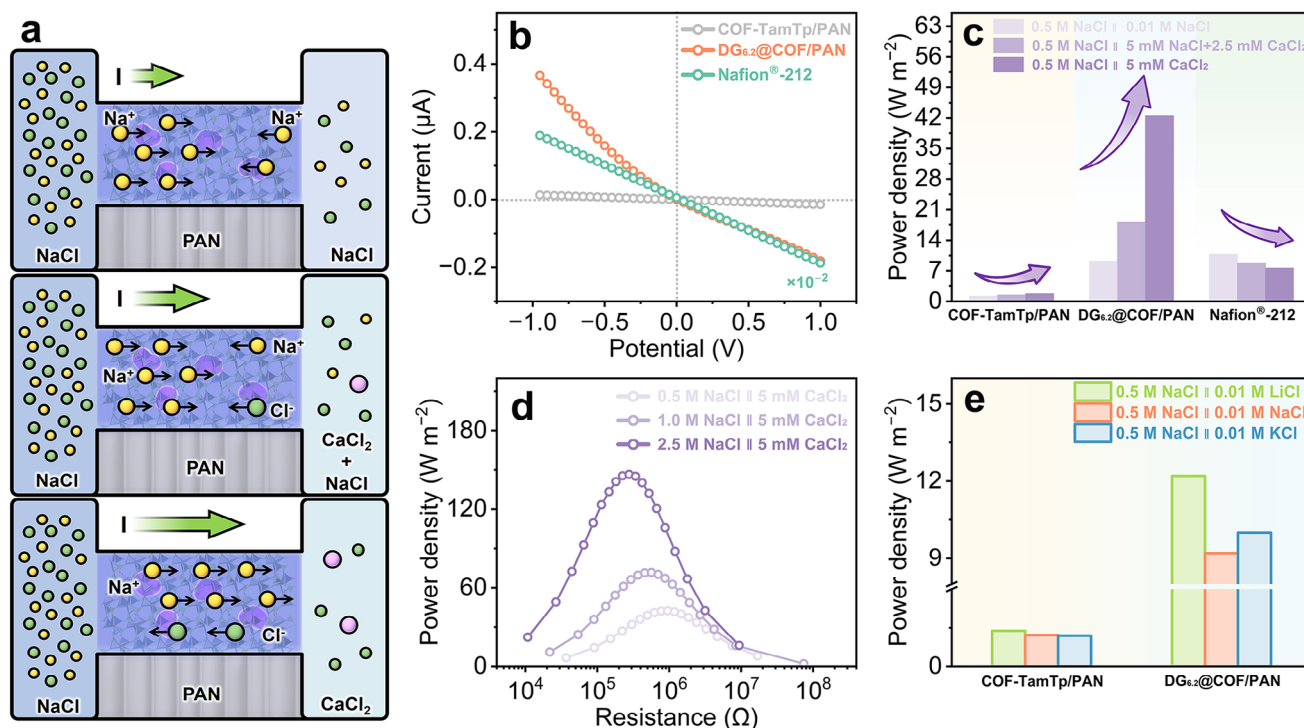 a
I
Na⁺
Na⁺
PAN
NaCl
NaCl
I
Na⁺
Na⁺
Cl⁻
CaCl₂
+
NaCl
PAN
NaCl
I
Na⁺
Cl⁻
PAN
NaCl
CaCl₂
b
COF-TamTp/PAN
DG₆.₂@COF/PAN
Nafion®-212
0.4
0.2
0.0
−0.2
Current (μA)
×10⁻²
−1.0
−0.5
0.0
0.5
1.0
Potential (V)
c
0.5 M NaCl ‖ 0.01 M NaCl
0.5 M NaCl ‖ 5 mM NaCl+2.5 mM CaCl₂
0.5 M NaCl ‖ 5 mM CaCl₂
63
56
49
42
35
28
21
14
7
0
Power density (W m⁻²)
COF-TamTp/PAN
DG₆.₂@COF/PAN
Nafion®-212
d
0.5 M NaCl ‖ 5 mM CaCl₂
1.0 M NaCl ‖ 5 mM CaCl₂
2.5 M NaCl ‖ 5 mM CaCl₂
180
120
60
0
Power density (W m⁻²)
10⁴
10⁵
10⁶
10⁷
10⁸
Resistance (Ω)
e
0.5 M NaCl ‖ 0.01 M LiCl
0.5 M NaCl ‖ 0.01 M NaCl
0.5 M NaCl ‖ 0.01 M KCl
15
12
9
0
Power density (W m⁻²)
COF-TamTp/PAN
DG₆.₂@COF/PAN